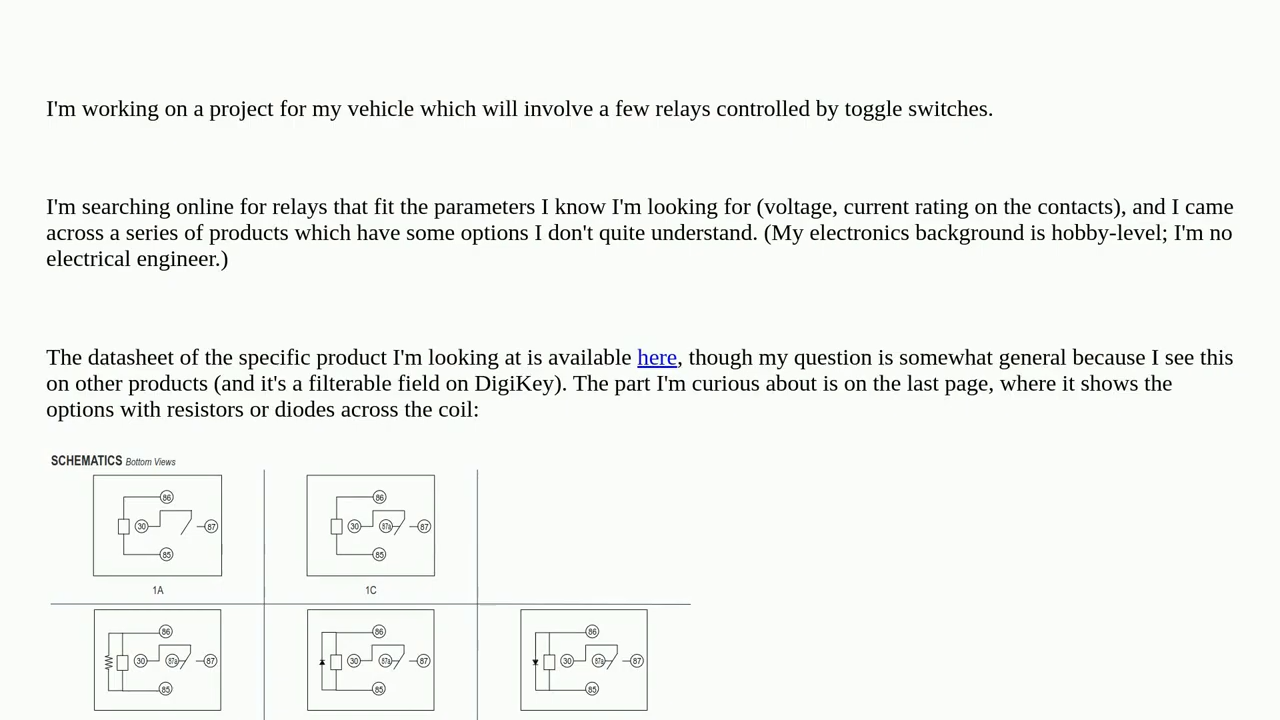 I'm working on a project for my vehicle which will involve a few relays controlled by toggle switches.
I'm searching online for relays that fit the parameters I know I'm looking for (voltage, current rating on the contacts), and I came
across a series of products which have some options I don't quite understand. (My electronics background is hobby-level; I'm no
electrical engineer.)
The datasheet of the specific product I'm looking at is available here, though my question is somewhat general because I see this
on other products (and it's a filterable field on DigiKey). The part I'm curious about is on the last page, where it shows the
options with resistors or diodes across the coil:
SCHEMATICS Bottom Views
86 86
30 87 30 87a 87
85 85
1A 1C
86 86 86
30 87a 87 30 87a 87 30 87a 87
85 85 85